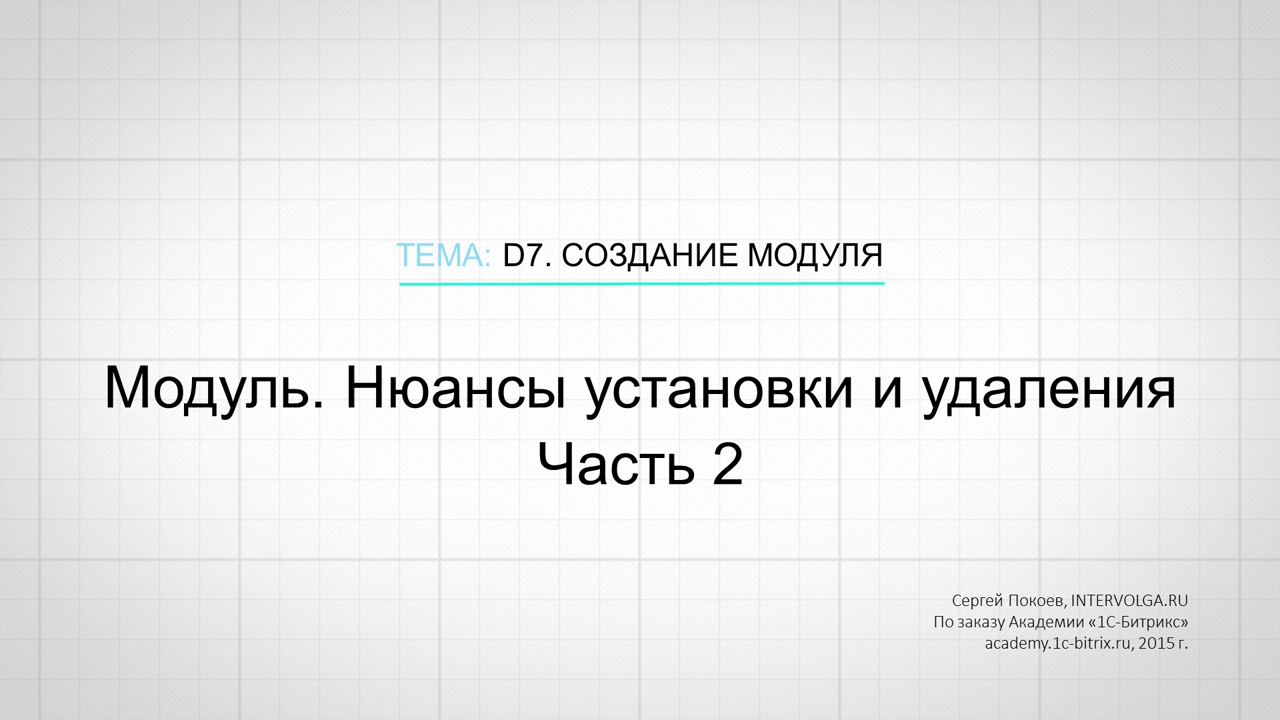 ТЕМА: D7. СОЗДАНИЕ МОДУЛЯ
Модуль. Нюансы установки и удаления
Часть 2
Сергей Покоев, INTERVOLGA.RU
По заказу Академии «1С-Битрикс»
academy.1c-bitrix.ru, 2015 г.